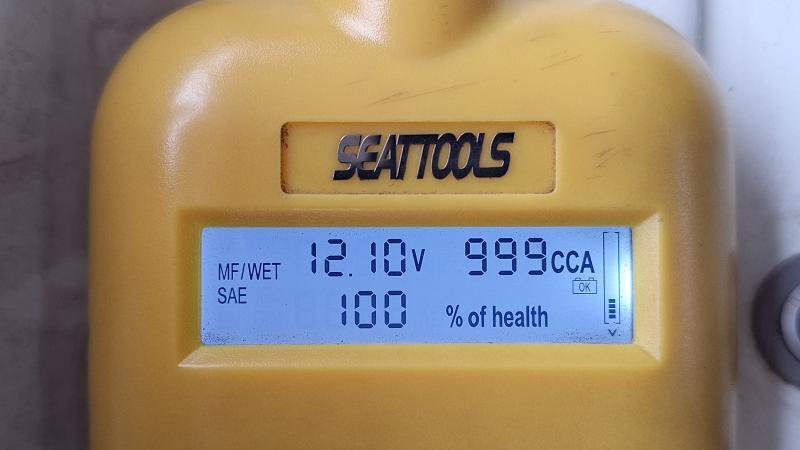 SEATTOOLS
MF/WET 12.10V 999CCA
SAE OK
100 % of health
V